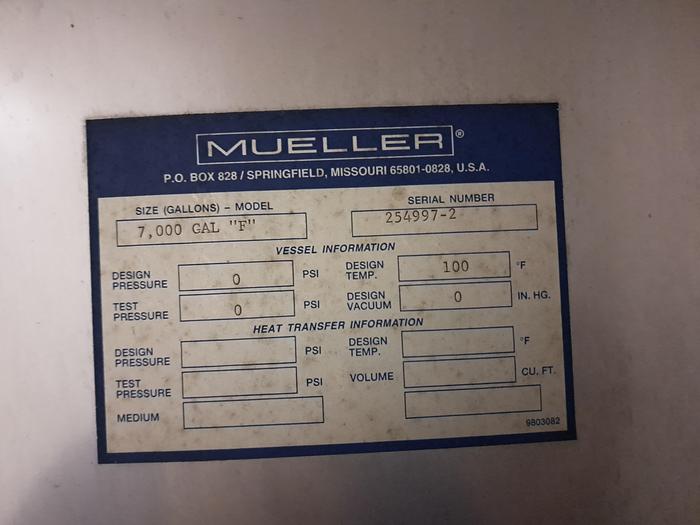 MUELLER®
P.O. BOX 828 / SPRINGFIELD, MISSOURI 65801-0828, U.S.A.
SIZE (GALLONS) - MODEL SERIAL NUMBER
7,000 GAL "F" 254997-2
VESSEL INFORMATION
DESIGN PRESSURE 0 PSI DESIGN TEMP. 100 °F
TEST PRESSURE 0 PSI DESIGN VACUUM 0 IN. HG.
HEAT TRANSFER INFORMATION
DESIGN PRESSURE PSI DESIGN TEMP. °F
TEST PRESSURE PSI VOLUME CU. FT.
MEDIUM
9803082